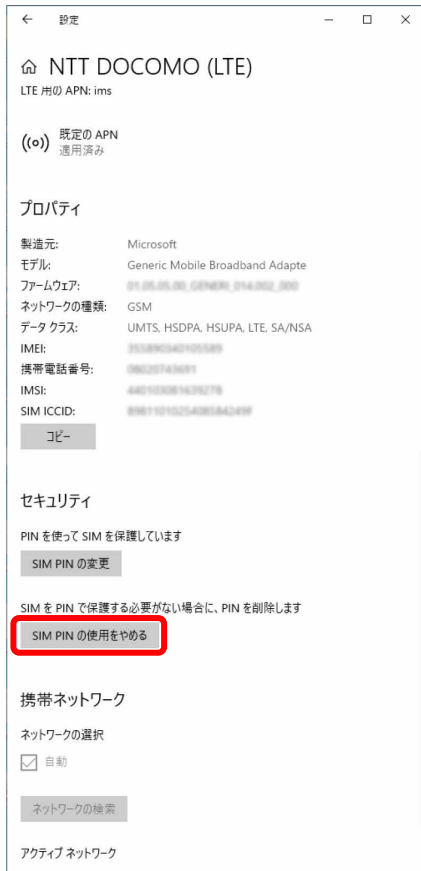 設定
NTT DOCOMO (LTE)
LTE 用の APN: ims
既定の APN
適用済み
プロパティ
製造元: Microsoft
モデル: Generic Mobile Broadband Adapte
ファームウェア:
ネットワークの種類: GSM
データ クラス: UMTS, HSDPA, HSUPA, LTE, SA/NSA
IMEI:
携帯電話番号:
IMSI:
SIM ICCID:
コピー
セキュリティ
PIN を使って SIM を保護しています
SIM PIN の変更
SIM を PIN で保護する必要がない場合に、PIN を削除します
SIM PIN の使用をやめる
携帯ネットワーク
ネットワークの選択
自動
ネットワークの検索
アクティブ ネットワーク